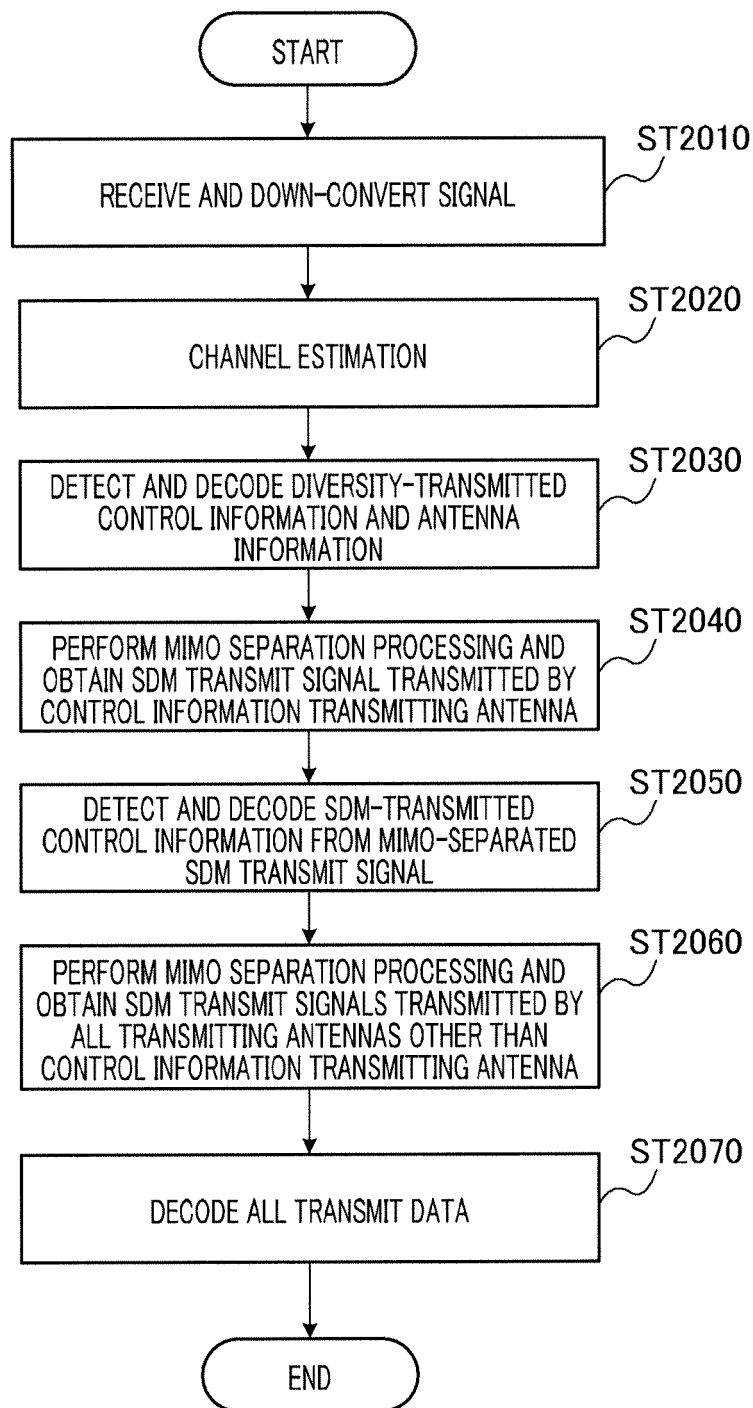 START
ST2010
RECEIVE AND DOWN-CONVERT SIGNAL
ST2020
CHANNEL ESTIMATION
ST2030
DETECT AND DECODE DIVERSITY-TRANSMITTED
CONTROL INFORMATION AND ANTENNA
INFORMATION
ST2040
PERFORM MIMO SEPARATION PROCESSING AND
OBTAIN SDM TRANSMIT SIGNAL TRANSMITTED BY
CONTROL INFORMATION TRANSMITTING ANTENNA
ST2050
DETECT AND DECODE SDM-TRANSMITTED
CONTROL INFORMATION FROM MIMO-SEPARATED
SDM TRANSMIT SIGNAL
ST2060
PERFORM MIMO SEPARATION PROCESSING AND
OBTAIN SDM TRANSMIT SIGNALS TRANSMITTED BY
ALL TRANSMITTING ANTENNAS OTHER THAN
CONTROL INFORMATION TRANSMITTING ANTENNA
ST2070
DECODE ALL TRANSMIT DATA
END